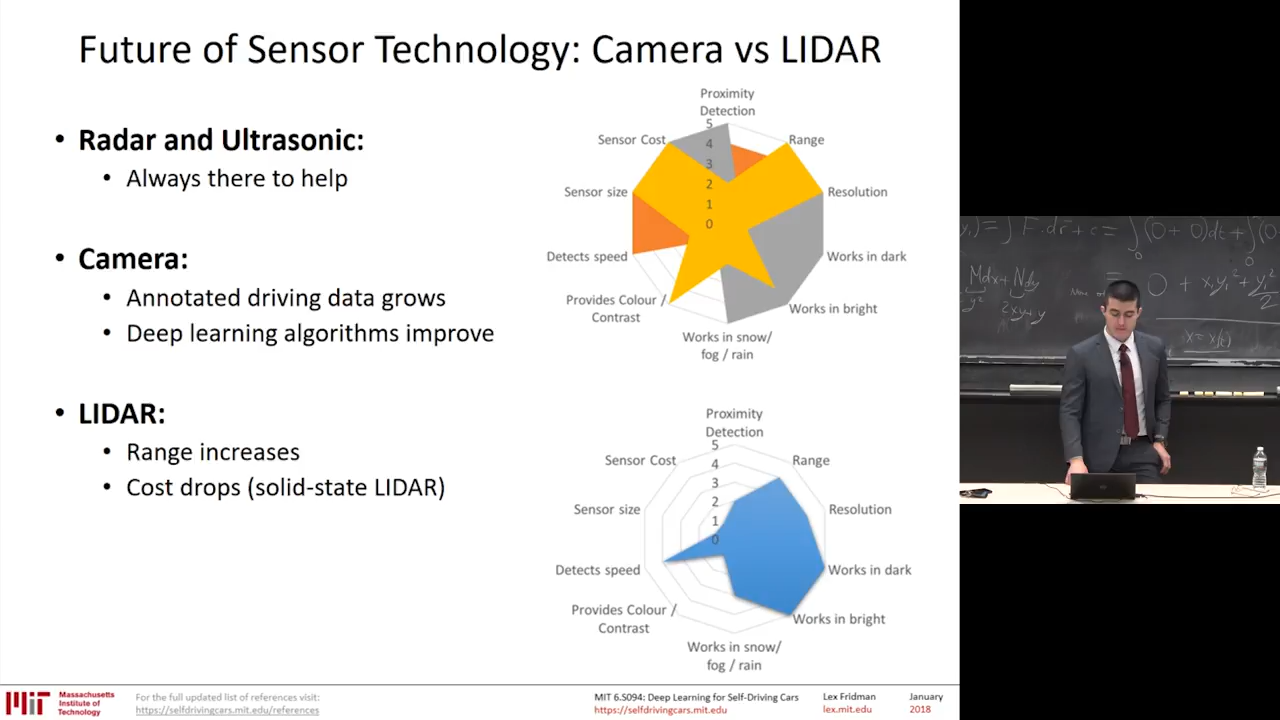 Future of Sensor Technology: Camera vs LIDAR
• Radar and Ultrasonic:
• Always there to help
• Camera:
• Annotated driving data grows
• Deep learning algorithms improve
• LIDAR:
• Range increases
• Cost drops (solid-state LIDAR)
Proximity
Detection
Range
Resolution
Works in dark
Works in bright
Works in snow/
fog / rain
Provides Colour /
Contrast
Detects speed
Sensor size
Sensor Cost
5
4
3
2
1
0
Proximity
Detection
Range
Resolution
Works in dark
Works in bright
Works in snow/
fog / rain
Provides Colour /
Contrast
Detects speed
Sensor size
Sensor Cost
5
4
3
2
1
0
Massachusetts
Institute of
Technology
For the full updated list of references visit:
https://selfdrivingcars.mit.edu/references
MIT 6.S094: Deep Learning for Self-Driving Cars
https://selfdrivingcars.mit.edu
Lex Fridman
lex.mit.edu
January
2018